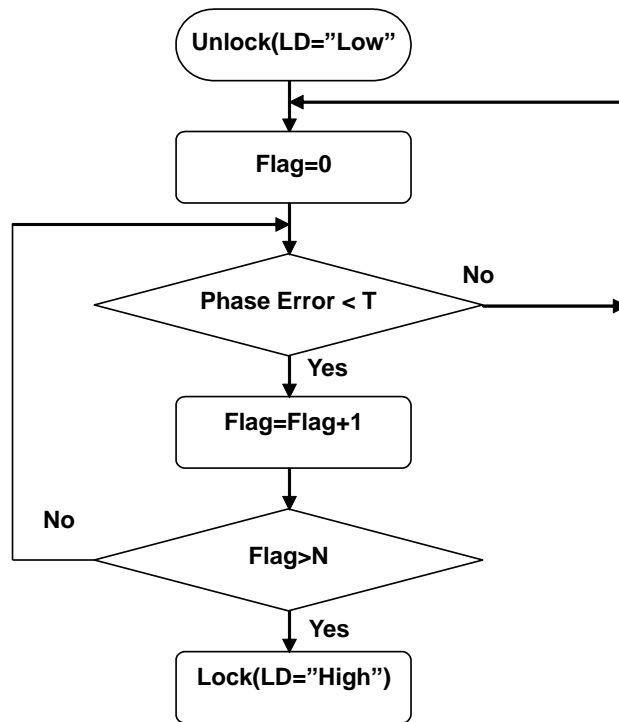 Unlock(LD=”Low”
Flag=0
Phase Error < T
No
Yes
Flag=Flag+1
No
Flag>N
Yes
Lock(LD=”High”)